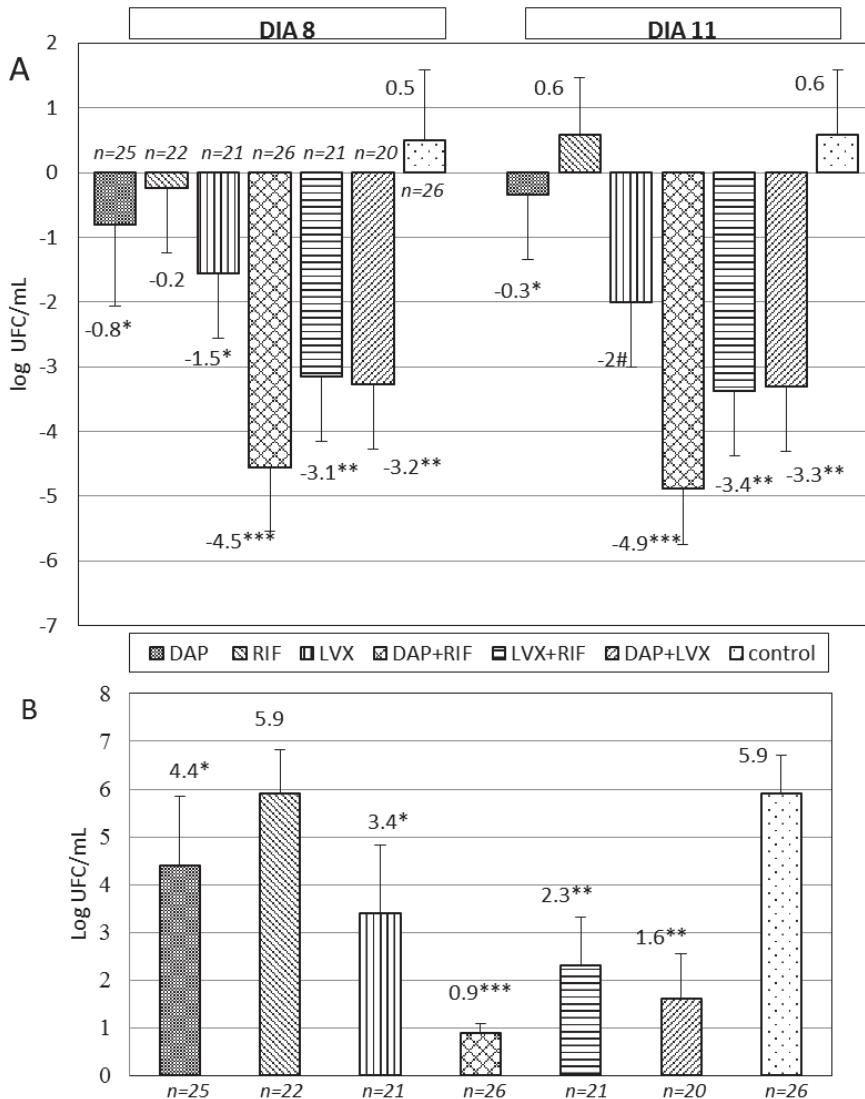 DIA 8 DIA 11
A
log UFC/mL
2
1
0
-1
-2
-3
-4
-5
-6
-7
0.5 0.6 0.6
n=25 n=22 n=21 n=26 n=21 n=20
n=26
-0.8* -0.2 -1.5* -4.5*** -3.1** -3.2**
-0.3* -2# -4.9*** -3.4** -3.3**
DAP RIF LVX DAP+RIF LVX+RIF DAP+LVX control
B
Log UFC/mL
8
7
6
5
4
3
2
1
0
4.4* 5.9 3.4* 0.9*** 2.3** 1.6** 5.9
n=25 n=22 n=21 n=26 n=21 n=20 n=26